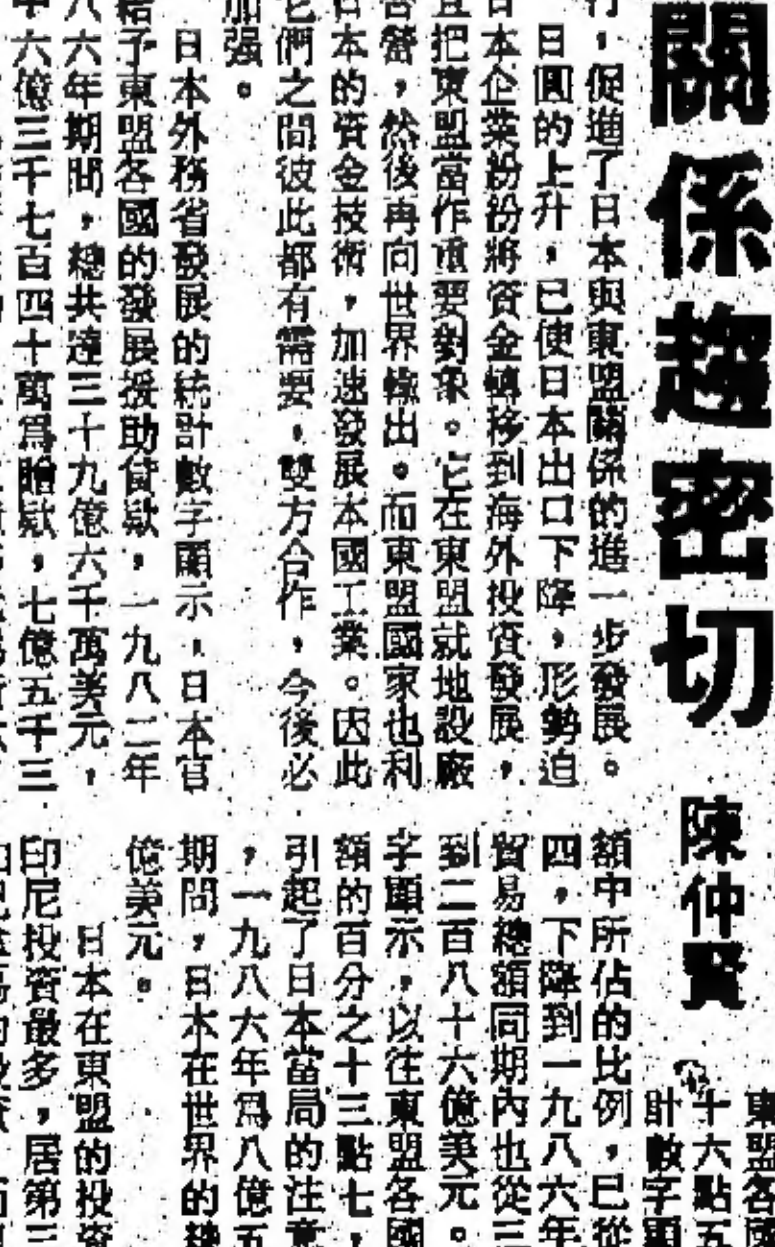 關係趨密切
陳仲賢
行，促進了日本與東盟關係的進一步發展。
日圓的上升，已使日本出口下降，形勢迫
日本企業紛紛將資金轉移到海外投資發展，
且把東盟當作重要對象。它在東盟就地設廠
合營，然後再向世界輸出。而東盟國家也利
日本的資金技術，加速發展本國工業。因此
它們之間彼此都有需要，雙方合作，今後必
加强。
日本外務省發展的統計數字顯示，日本官
給予東盟各國的發展援助貸款，一九八二年
八六年期間，總共達三十九億六千萬美元，
中六億三千七百四十萬爲贈款，七億五千三
東盟各國
十六點五
計數字顯
額中所佔的比例，已從
四，下降到一九八六年
貿易總額同期內也從三
到二百八十六億美元。
字顯示，以往東盟各國
額的百分之十三點七，
引起了日本當局的注意
，一九八六年爲八億五
期間，日本在世界的總
億美元。
日本在東盟的投資
印尼投資最多，居第三